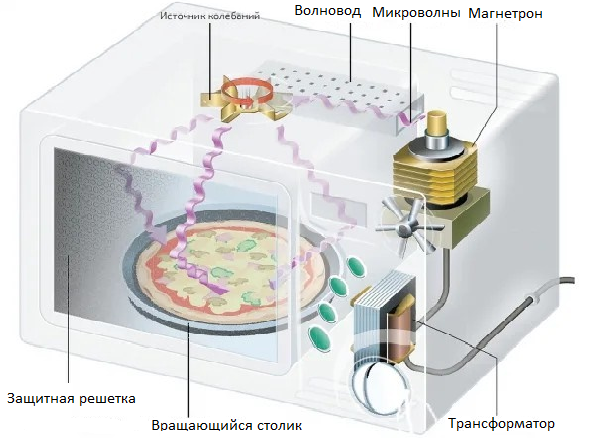 Источник колебаний
Волновод
Микроволны
Магнетрон
Защитная решетка
Вращающийся столик
Трансформатор